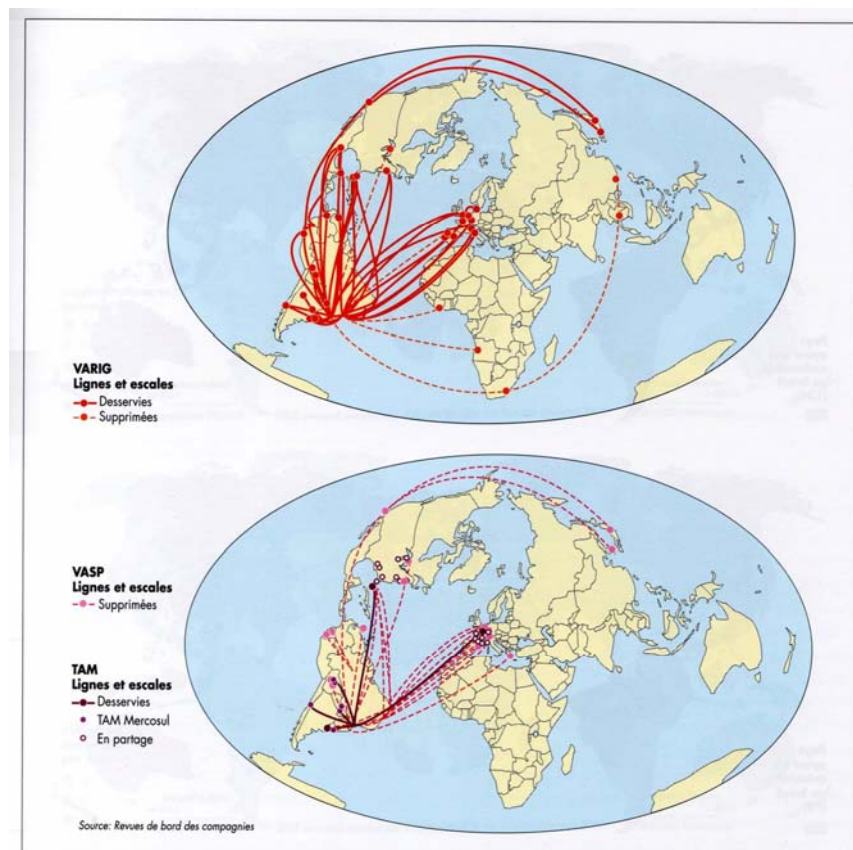 VARIG
Lignes et escales
Desservies
Supprimées
VASP
Lignes et escales
Supprimées
TAM
Lignes et escales
Desservies
TAM Mercosul
En partage
Source: Revues de bord des compagnies